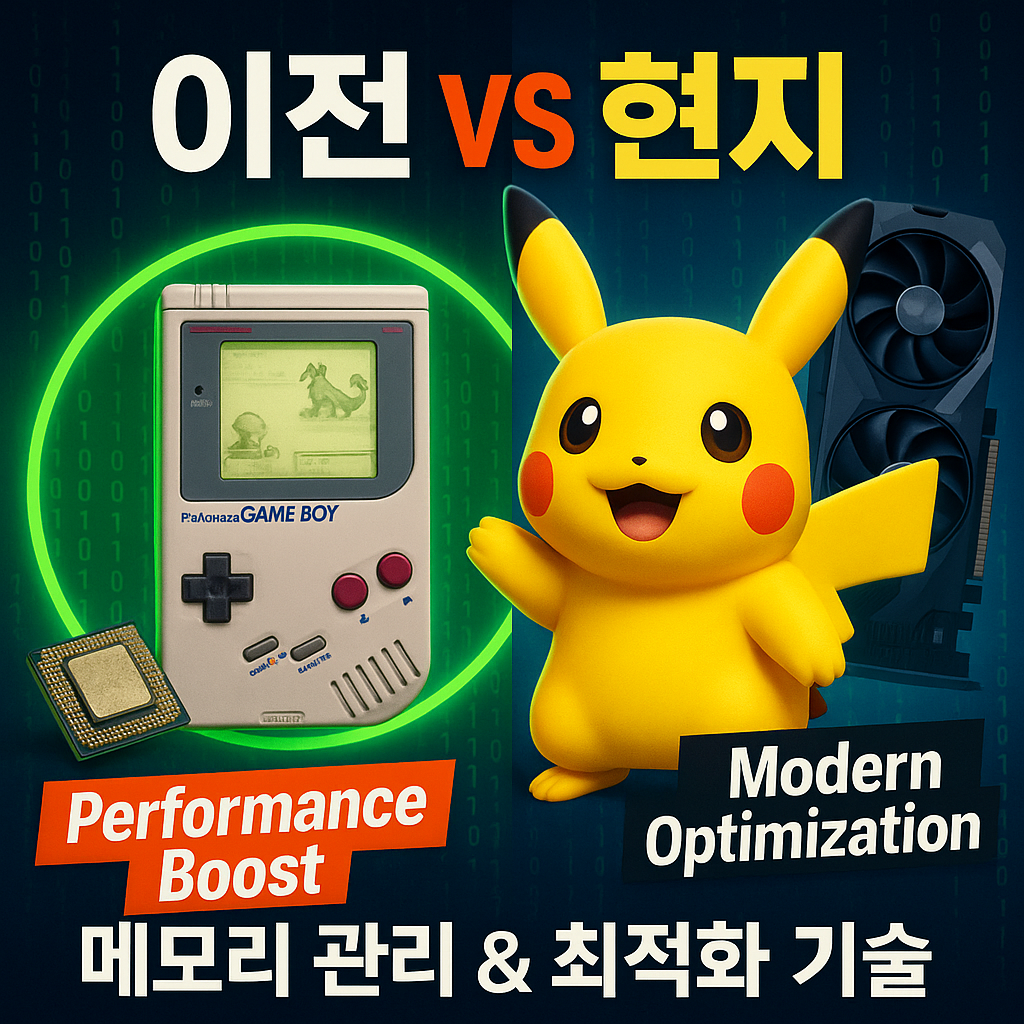 이전 VS 현지
GAME BOY
Performance
Boost
Modern
Optimization
메모리 관리 & 최적화 기술